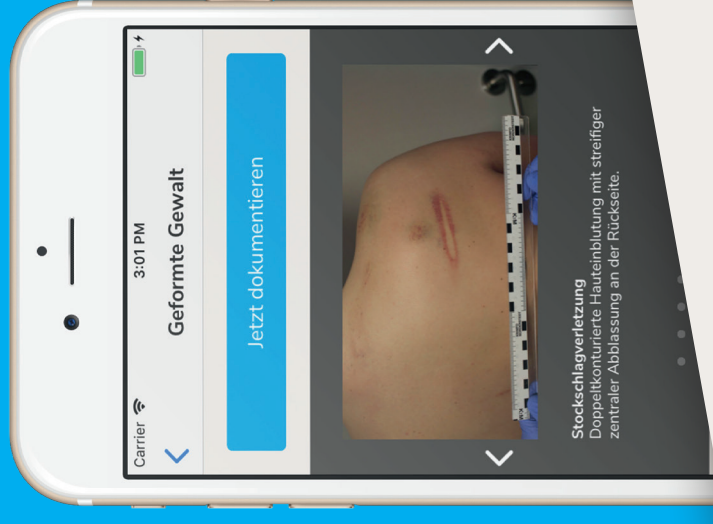 Carrier 3:01 PM
Geformte Gewalt
Jetzt dokumentieren
Stockschlagverletzung
Doppeltkonturierte Hauteinblutung mit streifiger
zentraler Abblassung an der Rückseite.